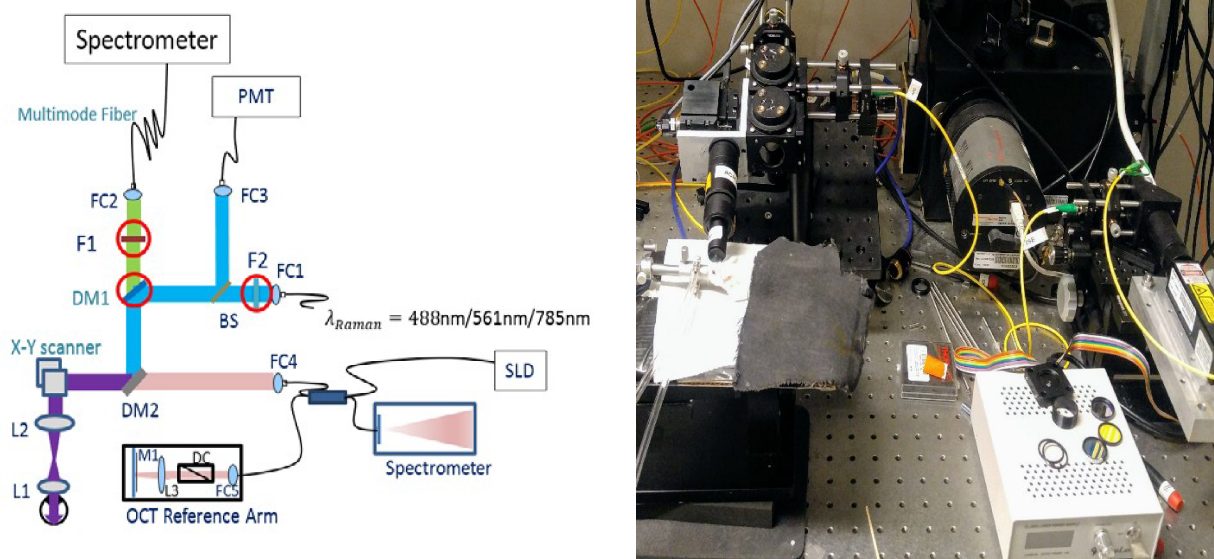 Spectrometer
PMT
Multimode Fiber
FC2
FC3
F1
F2
FC1
DM1
BS
λRaman = 488nm/561nm/785nm
X-Y scanner
FC4
SLD
DM2
L2
M1
DC
L3
FC5
Spectrometer
L1
OCT Reference Arm